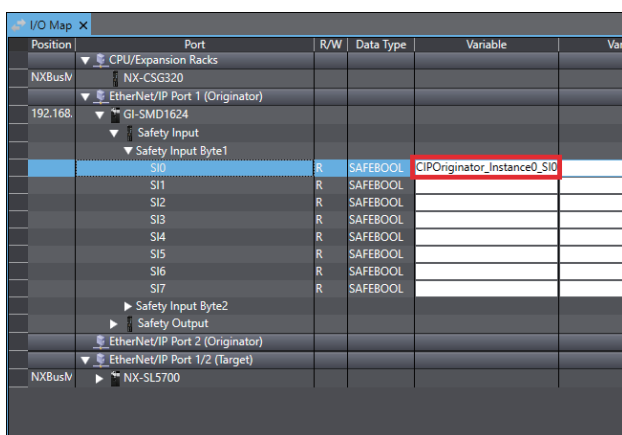 I/O Map ×
Position Port R/W Data Type Variable Var
CPU/Expansion Racks
NXBusM NX-CSG320
EtherNet/IP Port 1 (Originator)
192.168. GI-SMD1624
Safety Input
Safety Input Byte1
SI0 R SAFEBOOL CIPOriginator_Instance0_SI0
SI1 R SAFEBOOL
SI2 R SAFEBOOL
SI3 R SAFEBOOL
SI4 R SAFEBOOL
SI5 R SAFEBOOL
SI6 R SAFEBOOL
SI7 R SAFEBOOL
Safety Input Byte2
Safety Output
EtherNet/IP Port 2 (Originator)
EtherNet/IP Port 1/2 (Target)
NXBusM NX-SL5700